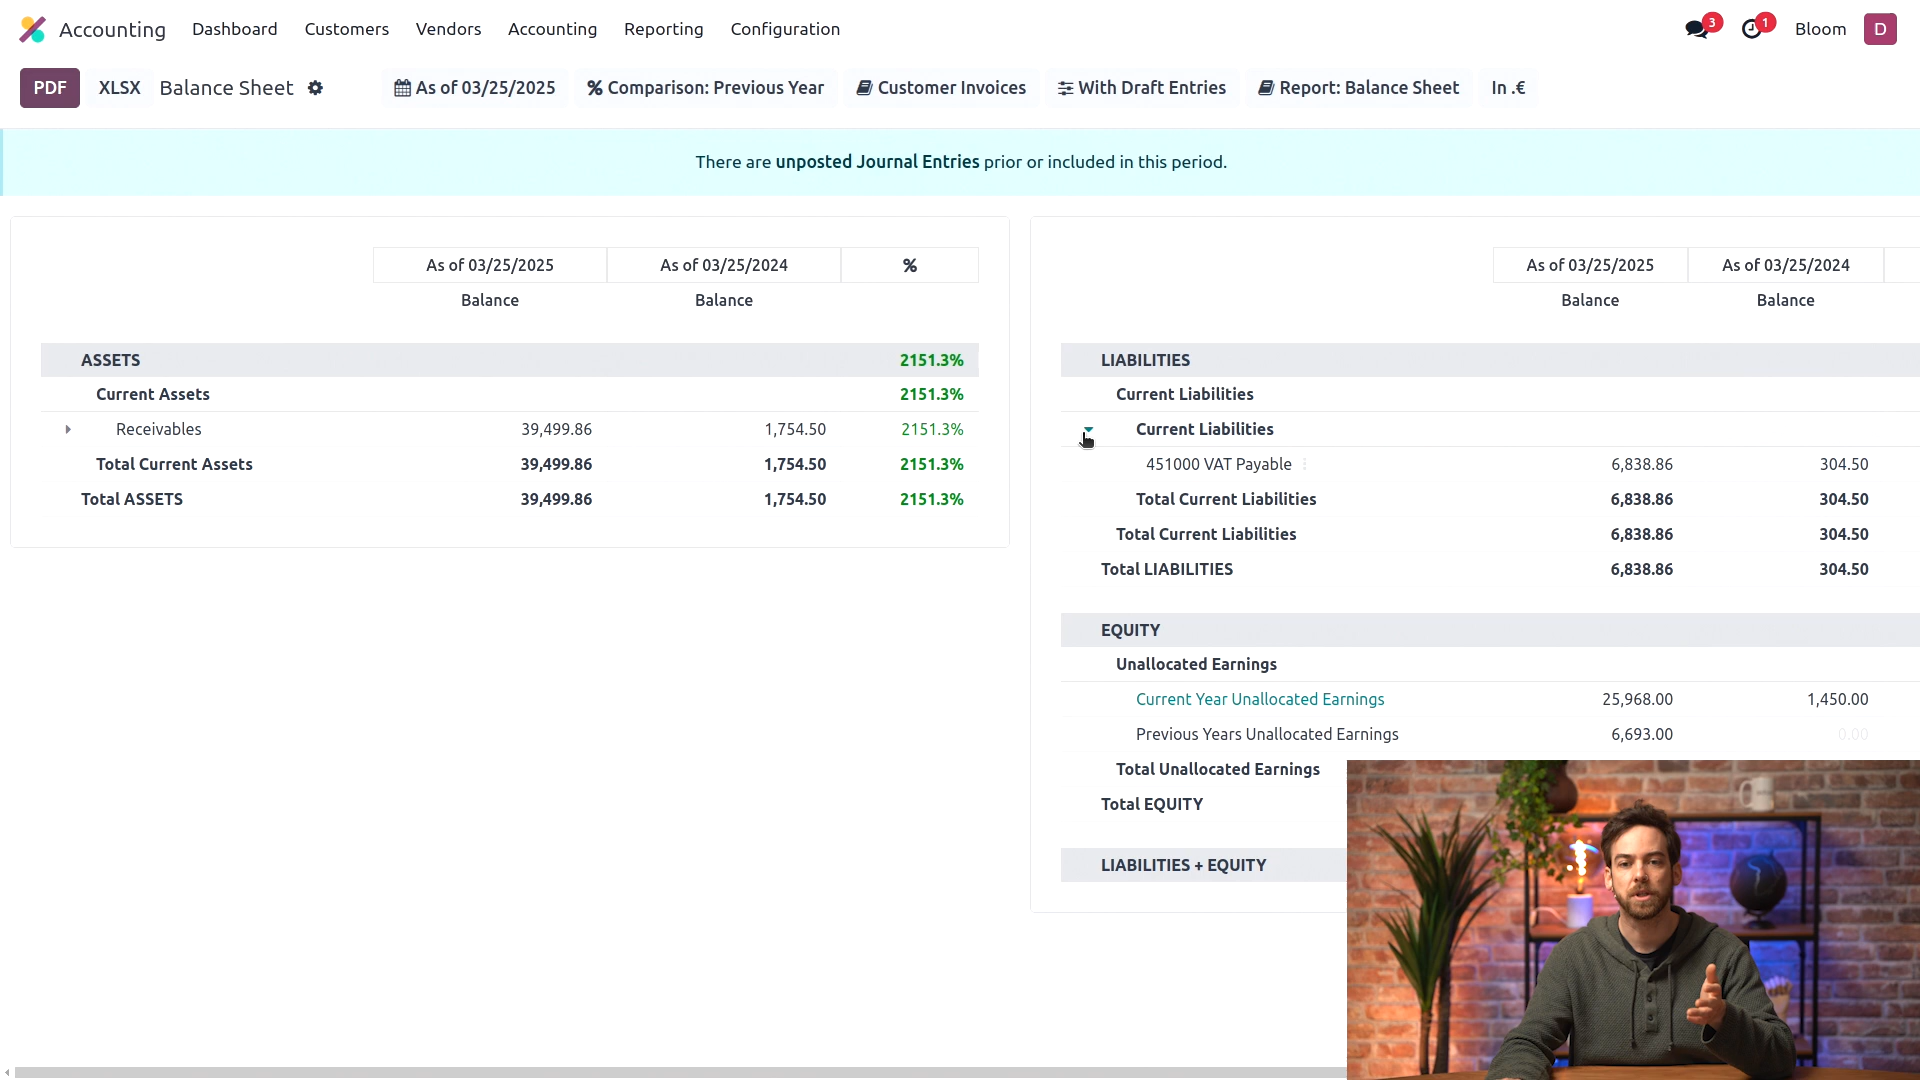 Accounting Dashboard Customers Vendors Accounting Reporting Configuration 3 1 Bloom D
PDF XLSX Balance Sheet As of 03/25/2025 % Comparison: Previous Year Customer Invoices With Draft Entries Report: Balance Sheet In .€
There are unposted Journal Entries prior or included in this period.
As of 03/25/2025 As of 03/25/2024 %
Balance Balance
ASSETS 2151.3%
Current Assets 2151.3%
Receivables 39,499.86 1,754.50 2151.3%
Total Current Assets 39,499.86 1,754.50 2151.3%
Total ASSETS 39,499.86 1,754.50 2151.3%
As of 03/25/2025 As of 03/25/2024
Balance Balance
LIABILITIES
Current Liabilities
Current Liabilities
451000 VAT Payable 6,838.86 304.50
Total Current Liabilities 6,838.86 304.50
Total Current Liabilities 6,838.86 304.50
Total LIABILITIES 6,838.86 304.50
EQUITY
Unallocated Earnings
Current Year Unallocated Earnings 25,968.00 1,450.00
Previous Years Unallocated Earnings 6,693.00 0.00
Total Unallocated Earnings
Total EQUITY
LIABILITIES + EQUITY